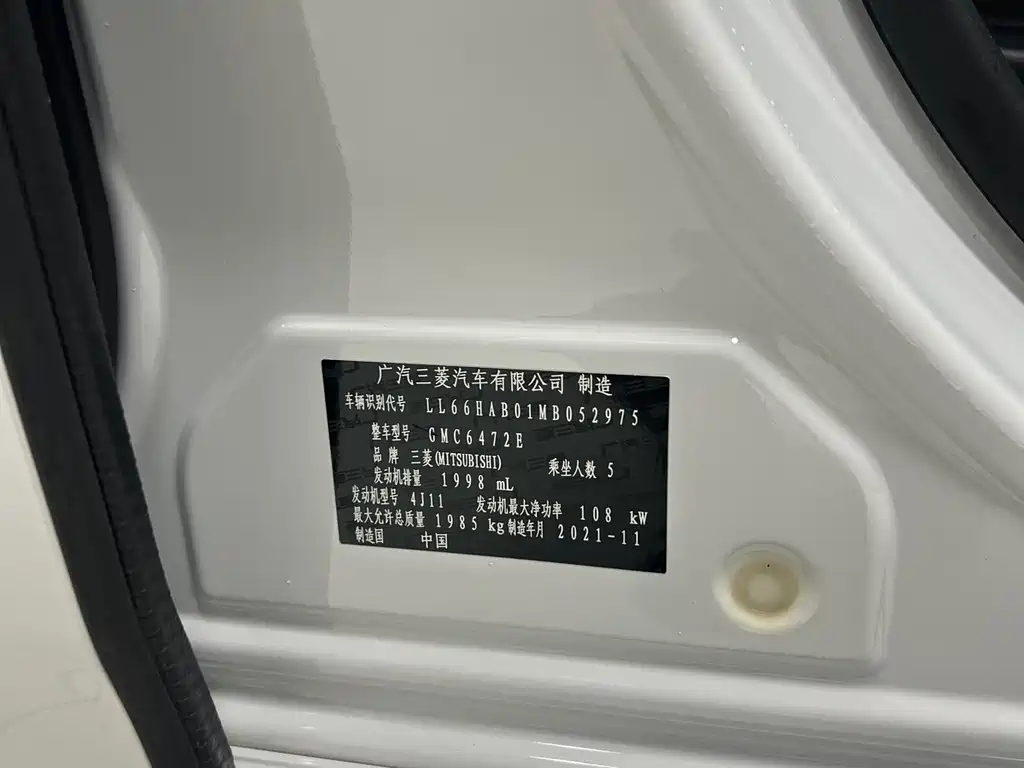 广汽三菱汽车有限公司 制造
车辆识别代号 LL66HAB01MB052975
整车型号 GMC6472E
品牌 三菱(MITSUBISHI) 乘坐人数 5
发动机排量 1998 mL
发动机型号 4J11 发动机最大净功率 108 kW
最大允许总质量 1985 kg 制造年月 2021-11
制造国 中国